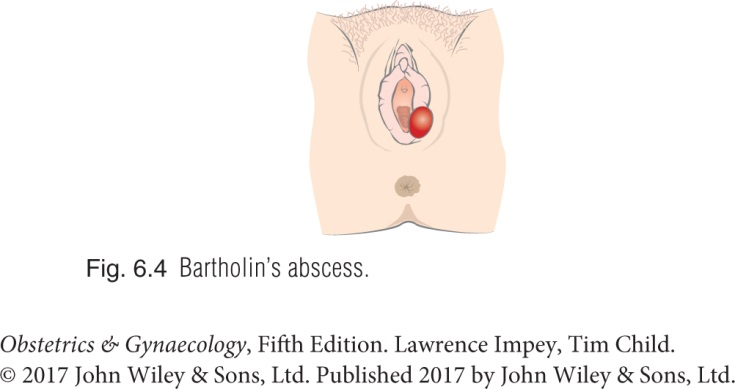 Fig. 6.4 Bartholin’s abscess.
Obstetrics & Gynaecology, Fifth Edition. Lawrence Impey, Tim Child.
© 2017 John Wiley & Sons, Ltd. Published 2017 by John Wiley & Sons, Ltd.